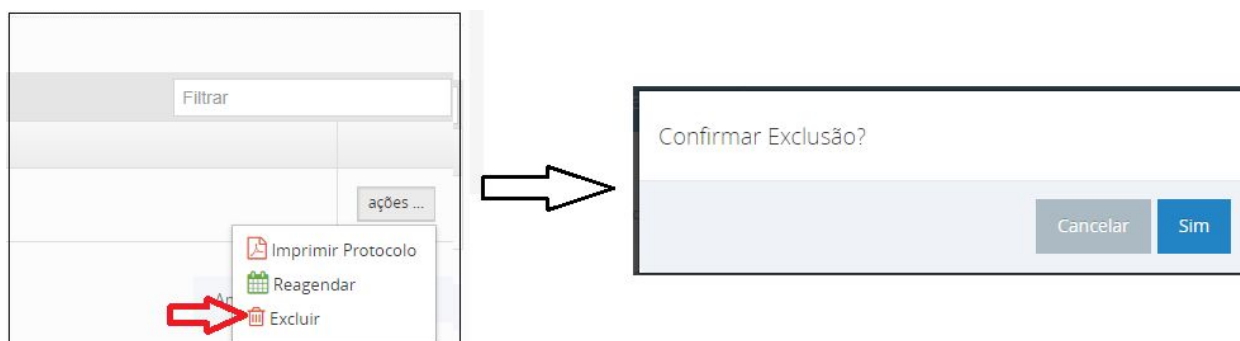 Filtrar
ações ...
Imprimir Protocolo
Reagendar
Excluir
Confirmar Exclusão?
Cancelar
Sim